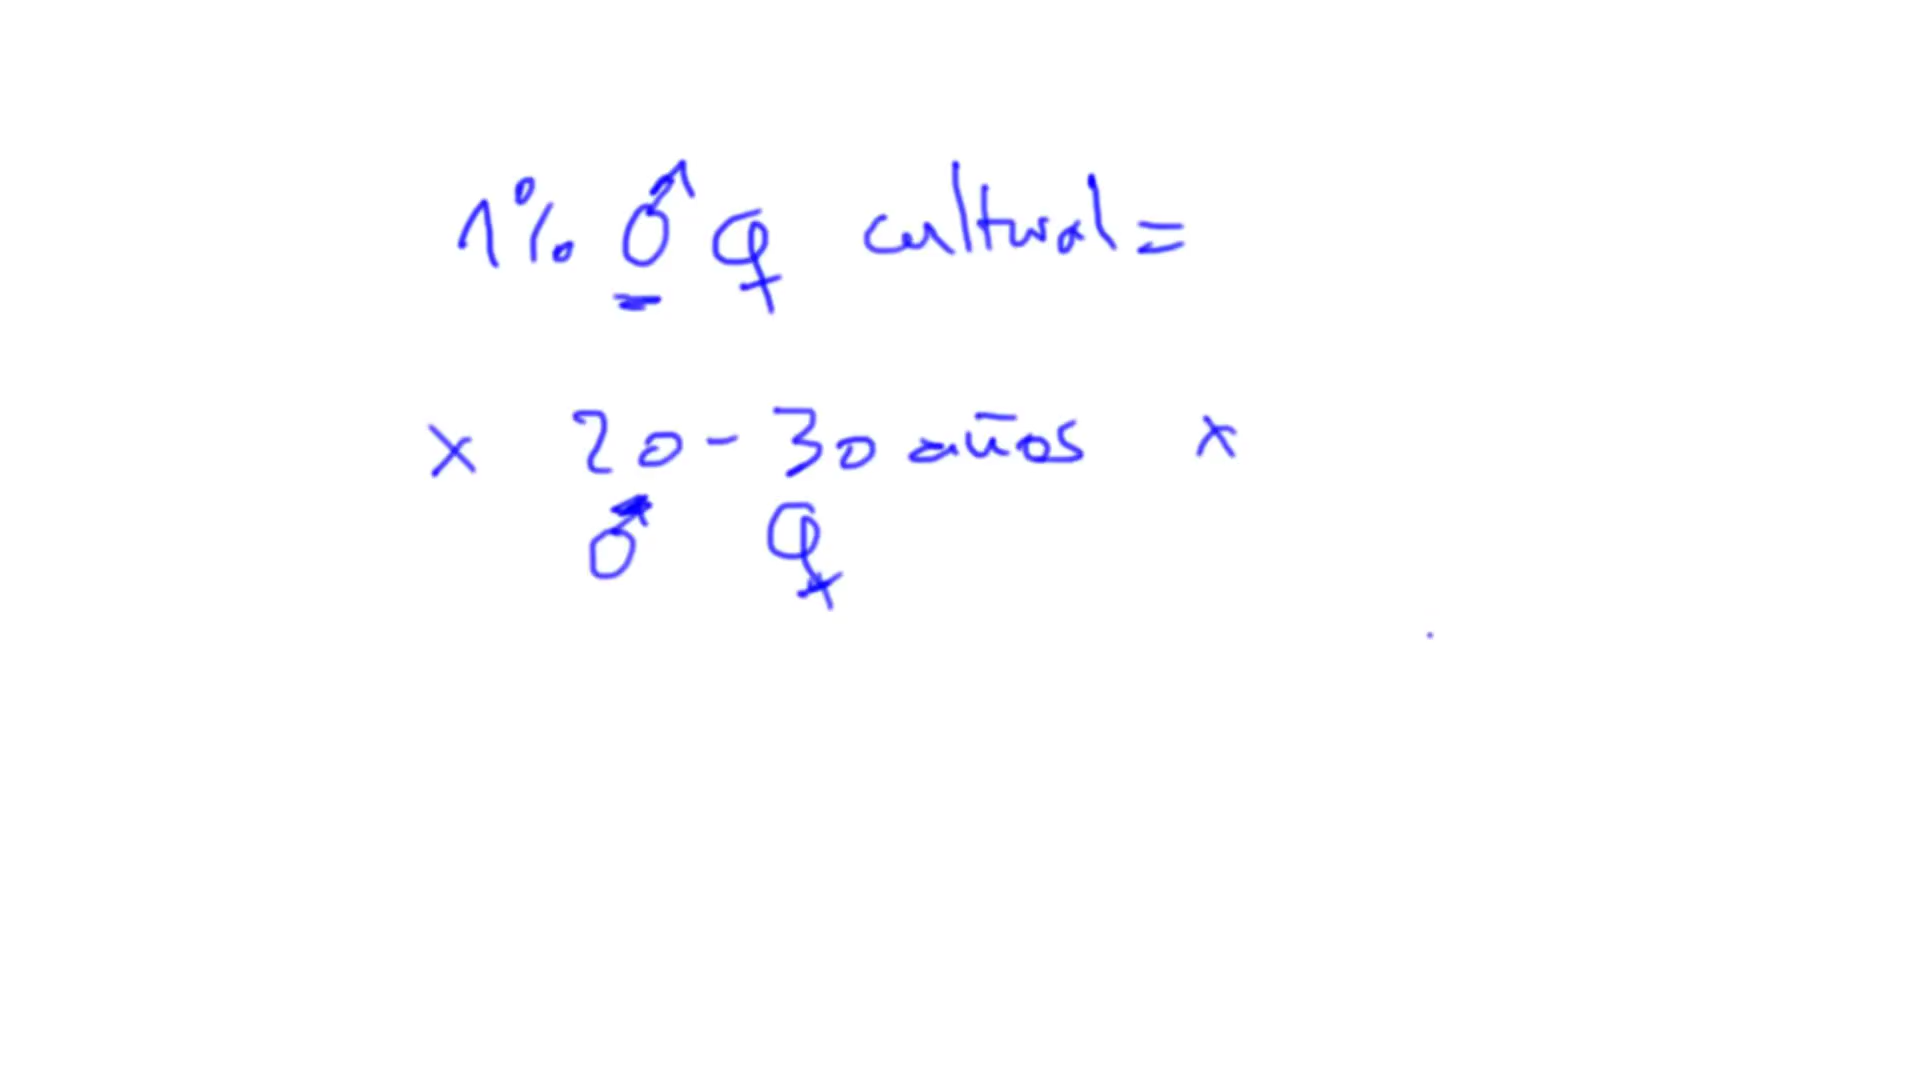 1% ♂ ♀ cultural =
x 20-30 años x
♂ ♀